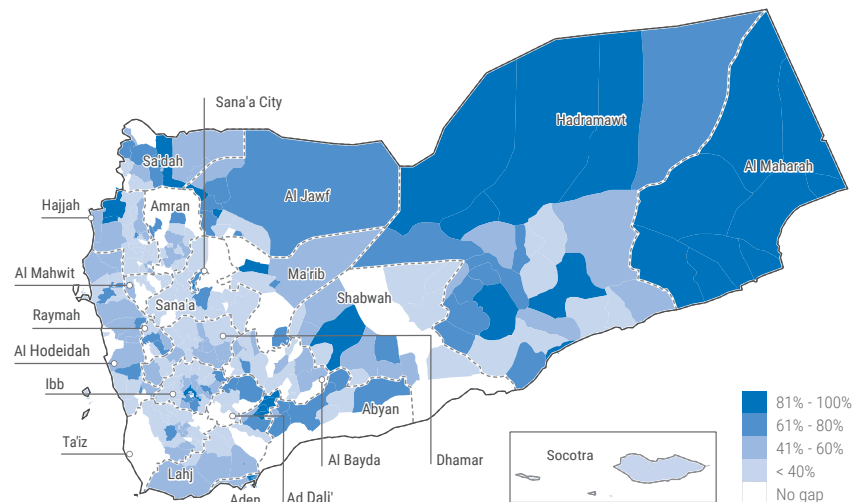 Sana'a City
Hadramawt
Sa'dah
Al Maharah
Al Jawf
Hajjah
Amran
Al Mahwit
Ma'rib
Shabwah
Sana'a
Raymah
Al Hodeidah
Ibb
Abyan
Ta'iz
Al Bayda
Dhamar
Socotra
Lahj
Aden
Ad Dali'
81% - 100%
61% - 80%
41% - 60%
< 40%
No gap